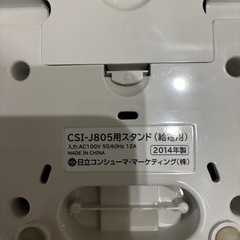 CSI-J805用スタンド(給電用)
入力:AC100V 50/60Hz 12A
2014年製
MADE IN CHINA
日立コンシューマ・マーケティング(株)